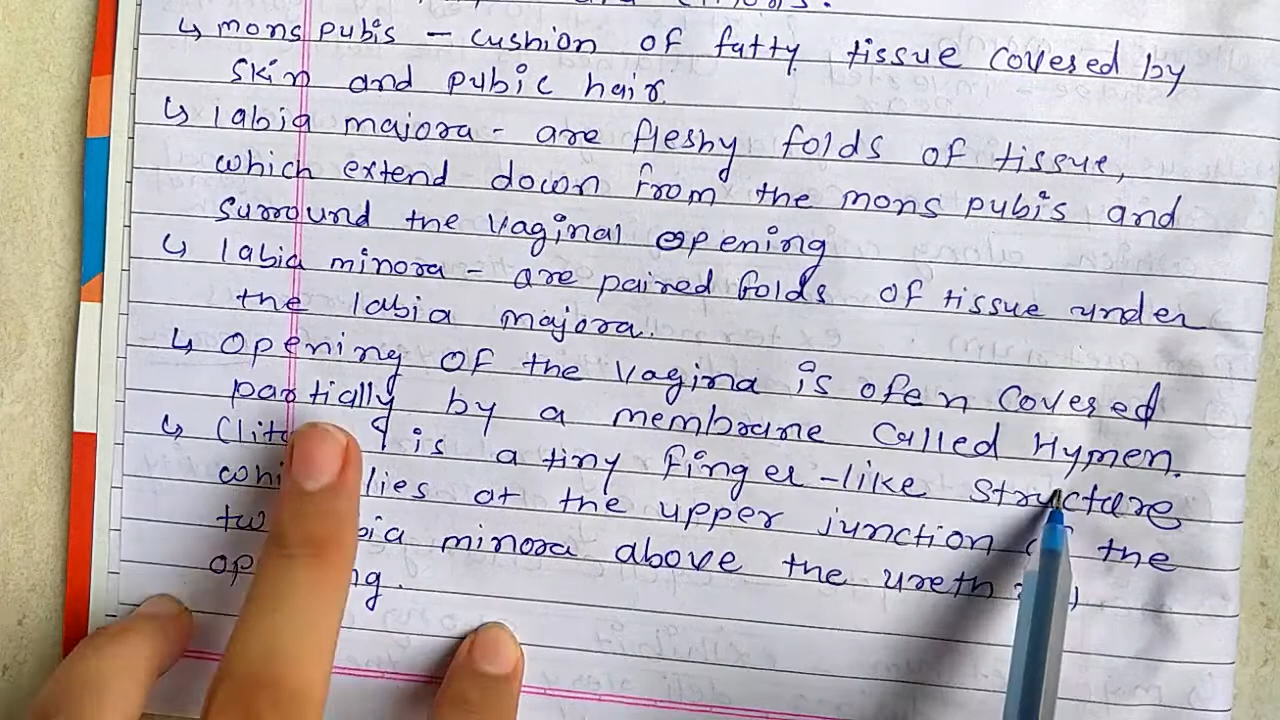 ↳ mons pubis - cushion of fatty tissue covered by
skin and pubic hair.
↳ labia majora - are fleshy folds of tissue,
which extend down from the mons pubis and
surround the vaginal opening
↳ labia minora - are paired folds of tissue under
the labia majora.
↳ Opening of the vagina is ofen covered
partially by a membrane called Hymen.
↳ is a tiny finger-like structure
lies at the upper junction the
minora above the